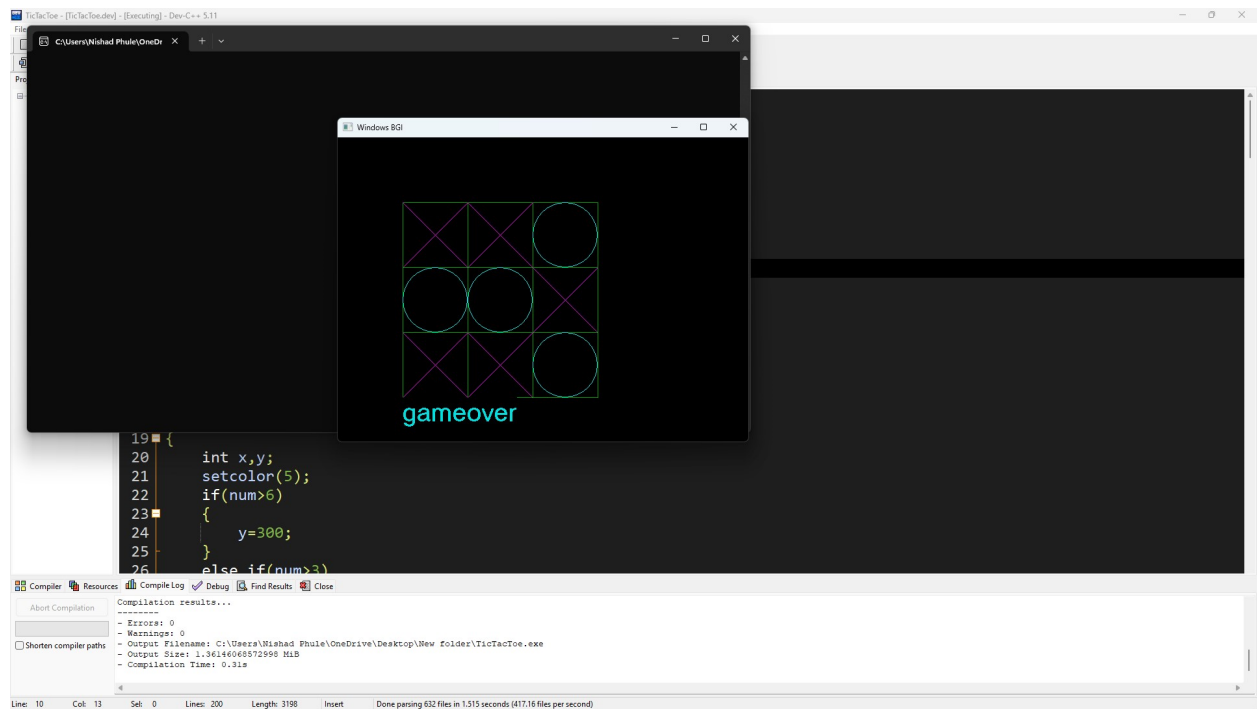 TicTacToe - [TicTacToe.dev] - [Executing] - Dev-C++ 5.11
File
C:\Users\Nishad Phule\OneDr
Pro
Windows BGI
gameover
19 {
20 int x,y;
21 setcolor(5);
22 if(num>6)
23 {
24 y=300;
25 }
26 else if(num>3)
Compiler Resources Compile Log Debug Find Results Close
Abort Compilation
Shorten compiler paths
Compilation results...
--------
- Errors: 0
- Warnings: 0
- Output Filename: C:\Users\Nishad Phule\OneDrive\Desktop\New folder\TicTacToe.exe
- Output Size: 1.36146068572998 MiB
- Compilation Time: 0.31s
Line: 10 Col: 13 Sel: 0 Lines: 200 Length: 3198 Insert Done parsing 632 files in 1.515 seconds (417.16 files per second)